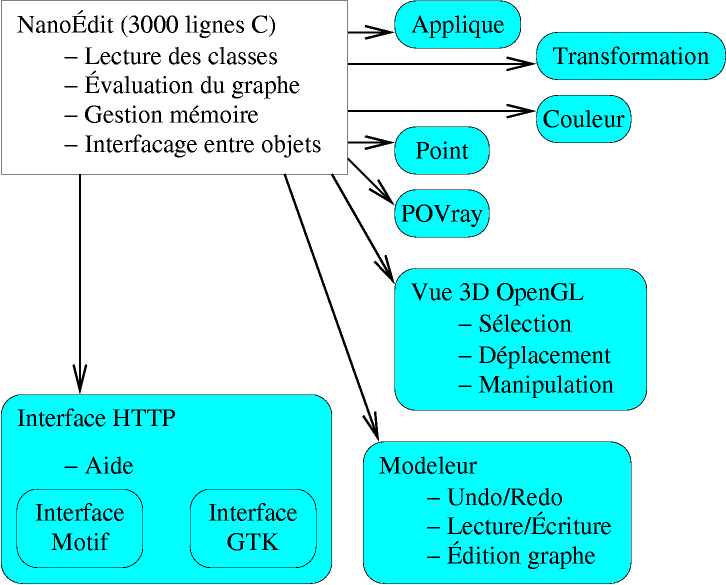 NanoÉdit (3000 lignes C)
– Lecture des classes
– Évaluation du graphe
– Gestion mémoire
– Interfacage entre objets
Applique
Transformation
Couleur
Point
POVray
Vue 3D OpenGL
– Sélection
– Déplacement
– Manipulation
Interface HTTP
– Aide
Interface
Motif
Interface
GTK
Modeleur
– Undo/Redo
– Lecture/Écriture
– Édition graphe